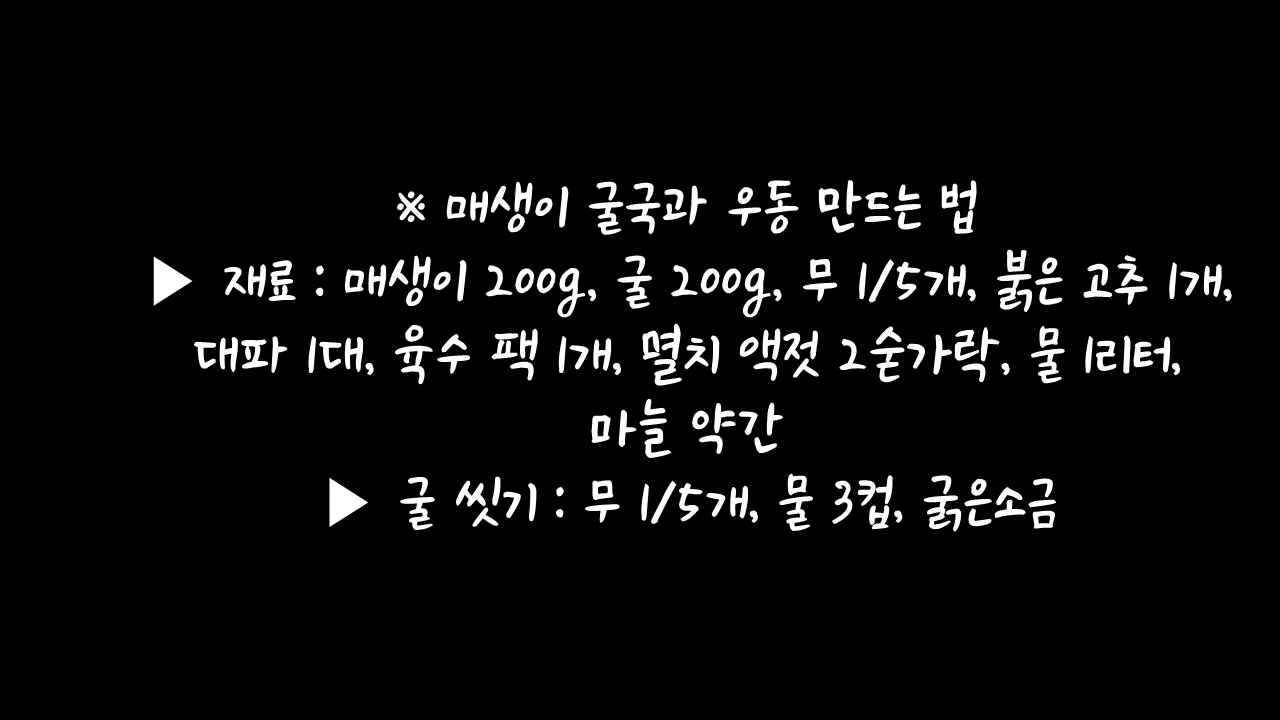 ※ 매생이 굴국과 우동 만드는 법
▶ 재료 : 매생이 200g, 굴 200g, 무 1/5개, 붉은 고추 1개,
대파 1대, 육수 팩 1개, 멸치 액젓 2숟가락, 물 1리터,
마늘 약간
▶ 굴 씻기 : 무 1/5개, 물 3컵, 굵은소금